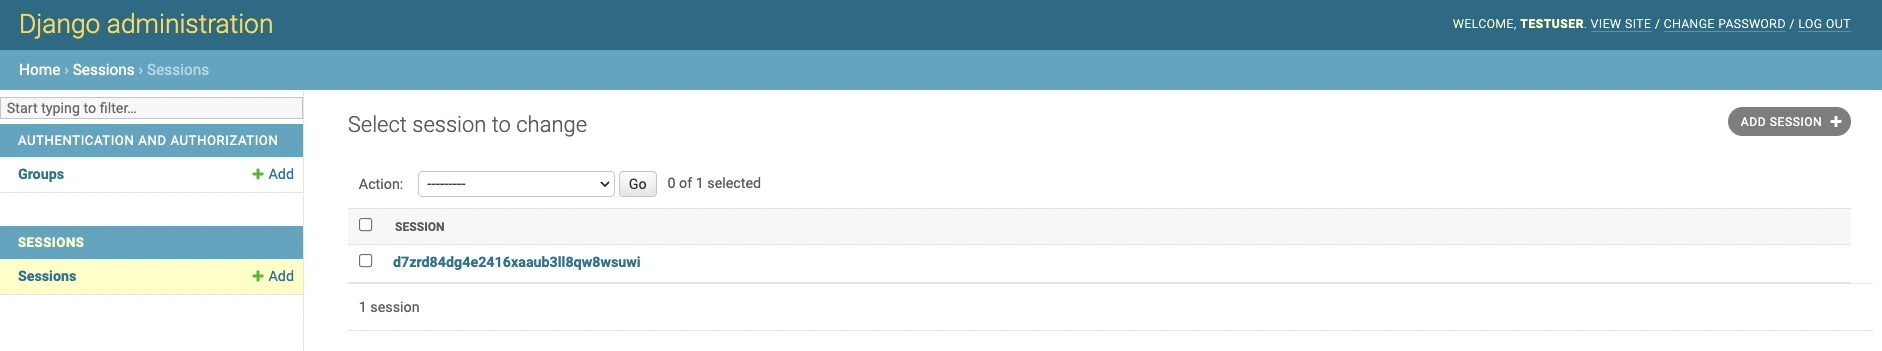 Django administration
WELCOME, TESTUSER. VIEW SITE / CHANGE PASSWORD / LOG OUT
Home › Sessions › Sessions
Start typing to filter...
AUTHENTICATION AND AUTHORIZATION
Groups + Add
SESSIONS
Sessions + Add
Select session to change
ADD SESSION +
Action: --------- Go 0 of 1 selected
SESSION
d7zrd84dg4e2416xaaub3ll8qw8wsuwi
1 session